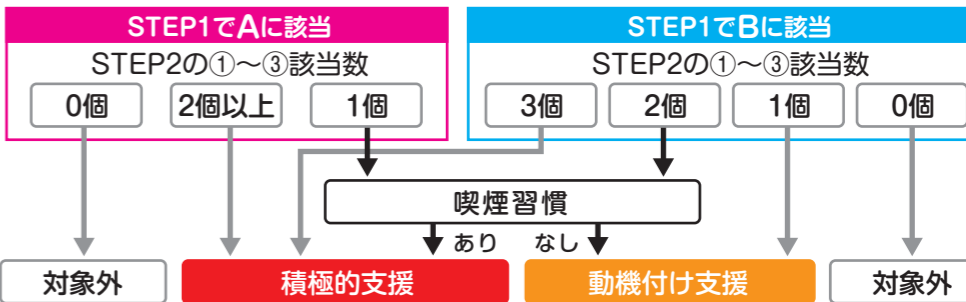 STEP1でAに該当
STEP2の①～③該当数
0個
2個以上
1個
STEP1でBに該当
STEP2の①～③該当数
3個
2個
1個
0個
喫煙習慣
あり
なし
対象外
積極的支援
動機付け支援
対象外